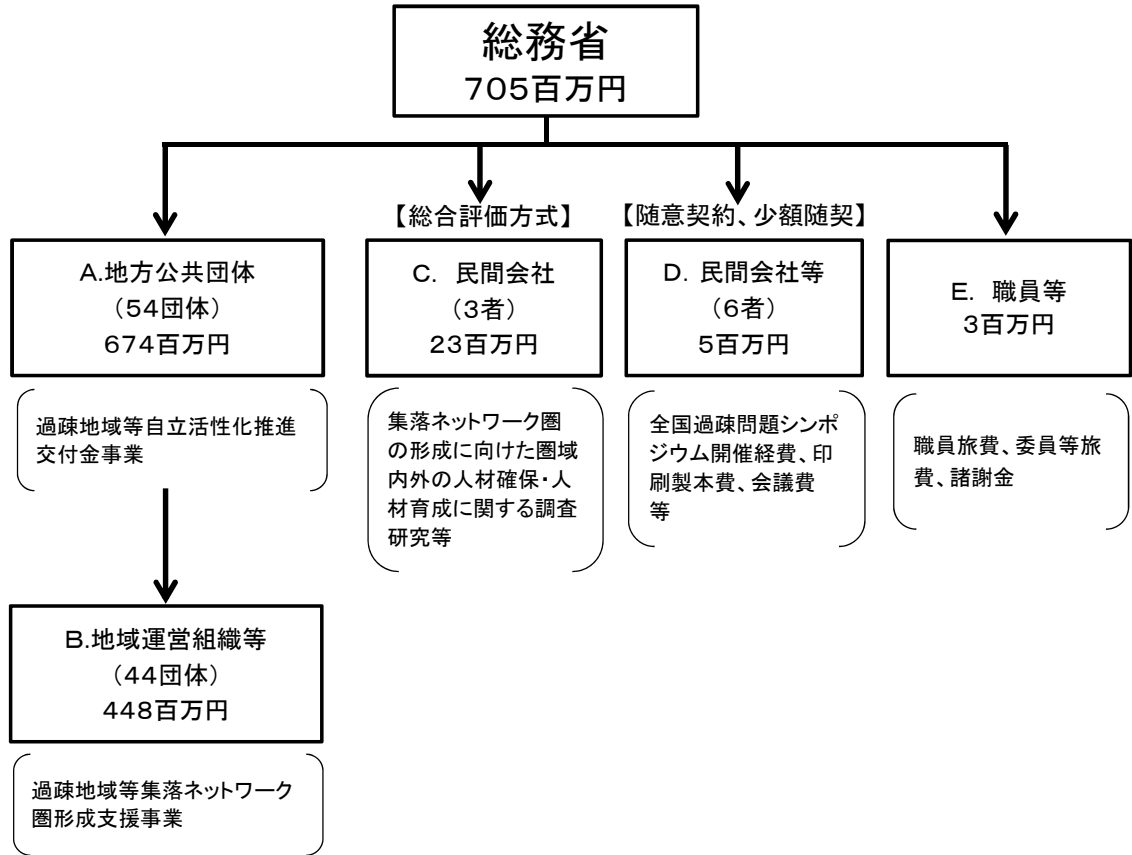 総務省
705百万円
【総合評価方式】
【随意契約、少額随契】
A.地方公共団体
(54団体)
674百万円
C. 民間会社
(3者)
23百万円
D. 民間会社等
(6者)
5百万円
E. 職員等
3百万円
過疎地域等自立活性化推進
交付金事業
集落ネットワーク圏
の形成に向けた圏域
内外の人材確保・人
材育成に関する調査
研究等
全国過疎問題シンポ
ジウム開催経費、印
刷製本費、会議費
等
職員旅費、委員等旅
費、諸謝金
B.地域運営組織等
(44団体)
448百万円
過疎地域等集落ネットワーク
圏形成支援事業